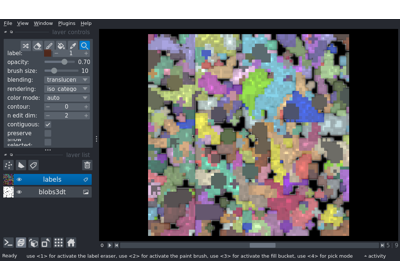 File View Window Plugins Help
layer controls
label: 1
opacity: 0.70
brush size: 10
blending: translucen
rendering: iso_catego
color mode: auto
contour: − 0 +
n edit dim: − 2 +
contiguous:
preserve
show
selected:
layer list
labels
blobs3dt
Ready use <1> for activate the label eraser, use <2> for activate the paint brush, use <3> for activate the fill bucket, use <4> for pick mode activity